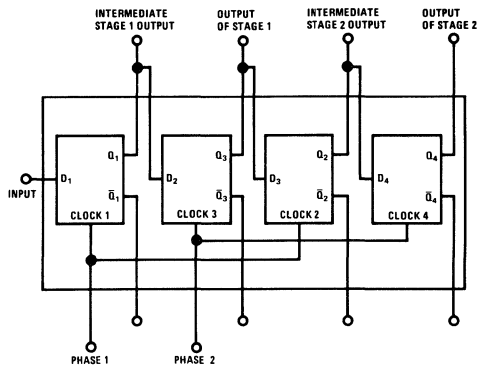 INTERMEDIATE
STAGE 1 OUTPUT
OUTPUT
OF STAGE 1
INTERMEDIATE
STAGE 2 OUTPUT
OUTPUT
OF STAGE 2
INPUT
D1
Q1
Q̅1
CLOCK 1
D2
Q3
Q̅3
CLOCK 3
D3
Q2
Q̅2
CLOCK 2
D4
Q4
Q̅4
CLOCK 4
PHASE 1
PHASE 2